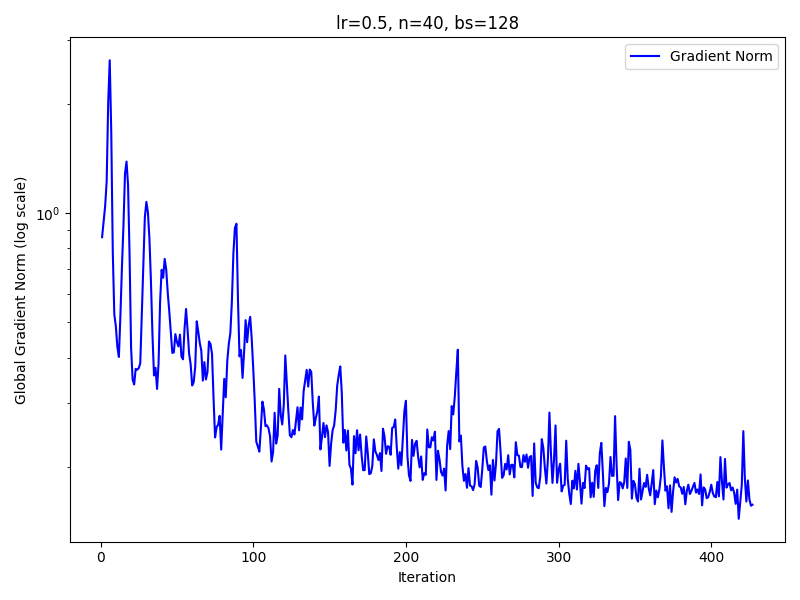 lr=0.5, n=40, bs=128
Gradient Norm
Global Gradient Norm (log scale)
10⁰
0
100
200
300
400
Iteration